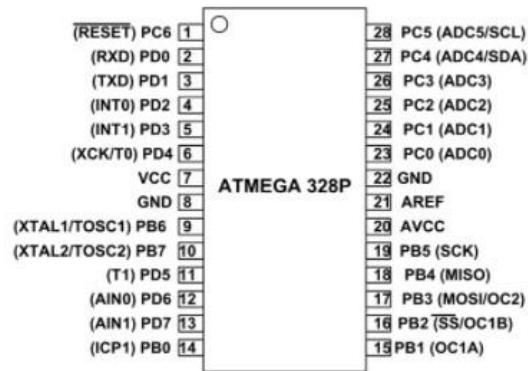 (RESET) PC6 1
(RXD) PD0 2
(TXD) PD1 3
(INT0) PD2 4
(INT1) PD3 5
(XCK/T0) PD4 6
VCC 7
GND 8
(XTAL1/TOSC1) PB6 9
(XTAL2/TOSC2) PB7 10
(T1) PD5 11
(AIN0) PD6 12
(AIN1) PD7 13
(ICP1) PB0 14
ATMEGA 328P
28 PC5 (ADC5/SCL)
27 PC4 (ADC4/SDA)
26 PC3 (ADC3)
25 PC2 (ADC2)
24 PC1 (ADC1)
23 PC0 (ADC0)
22 GND
21 AREF
20 AVCC
19 PB5 (SCK)
18 PB4 (MISO)
17 PB3 (MOSI/OC2)
16 PB2 (SS/OC1B)
15 PB1 (OC1A)